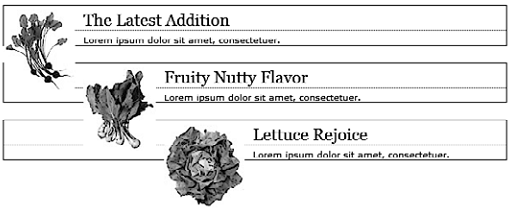 The Latest Addition
Lorem ipsum dolor sit amet, consectetuer.
Fruity Nutty Flavor
Lorem ipsum dolor sit amet, consectetuer.
Lettuce Rejoice
Lorem ipsum dolor sit amet, consectetuer.